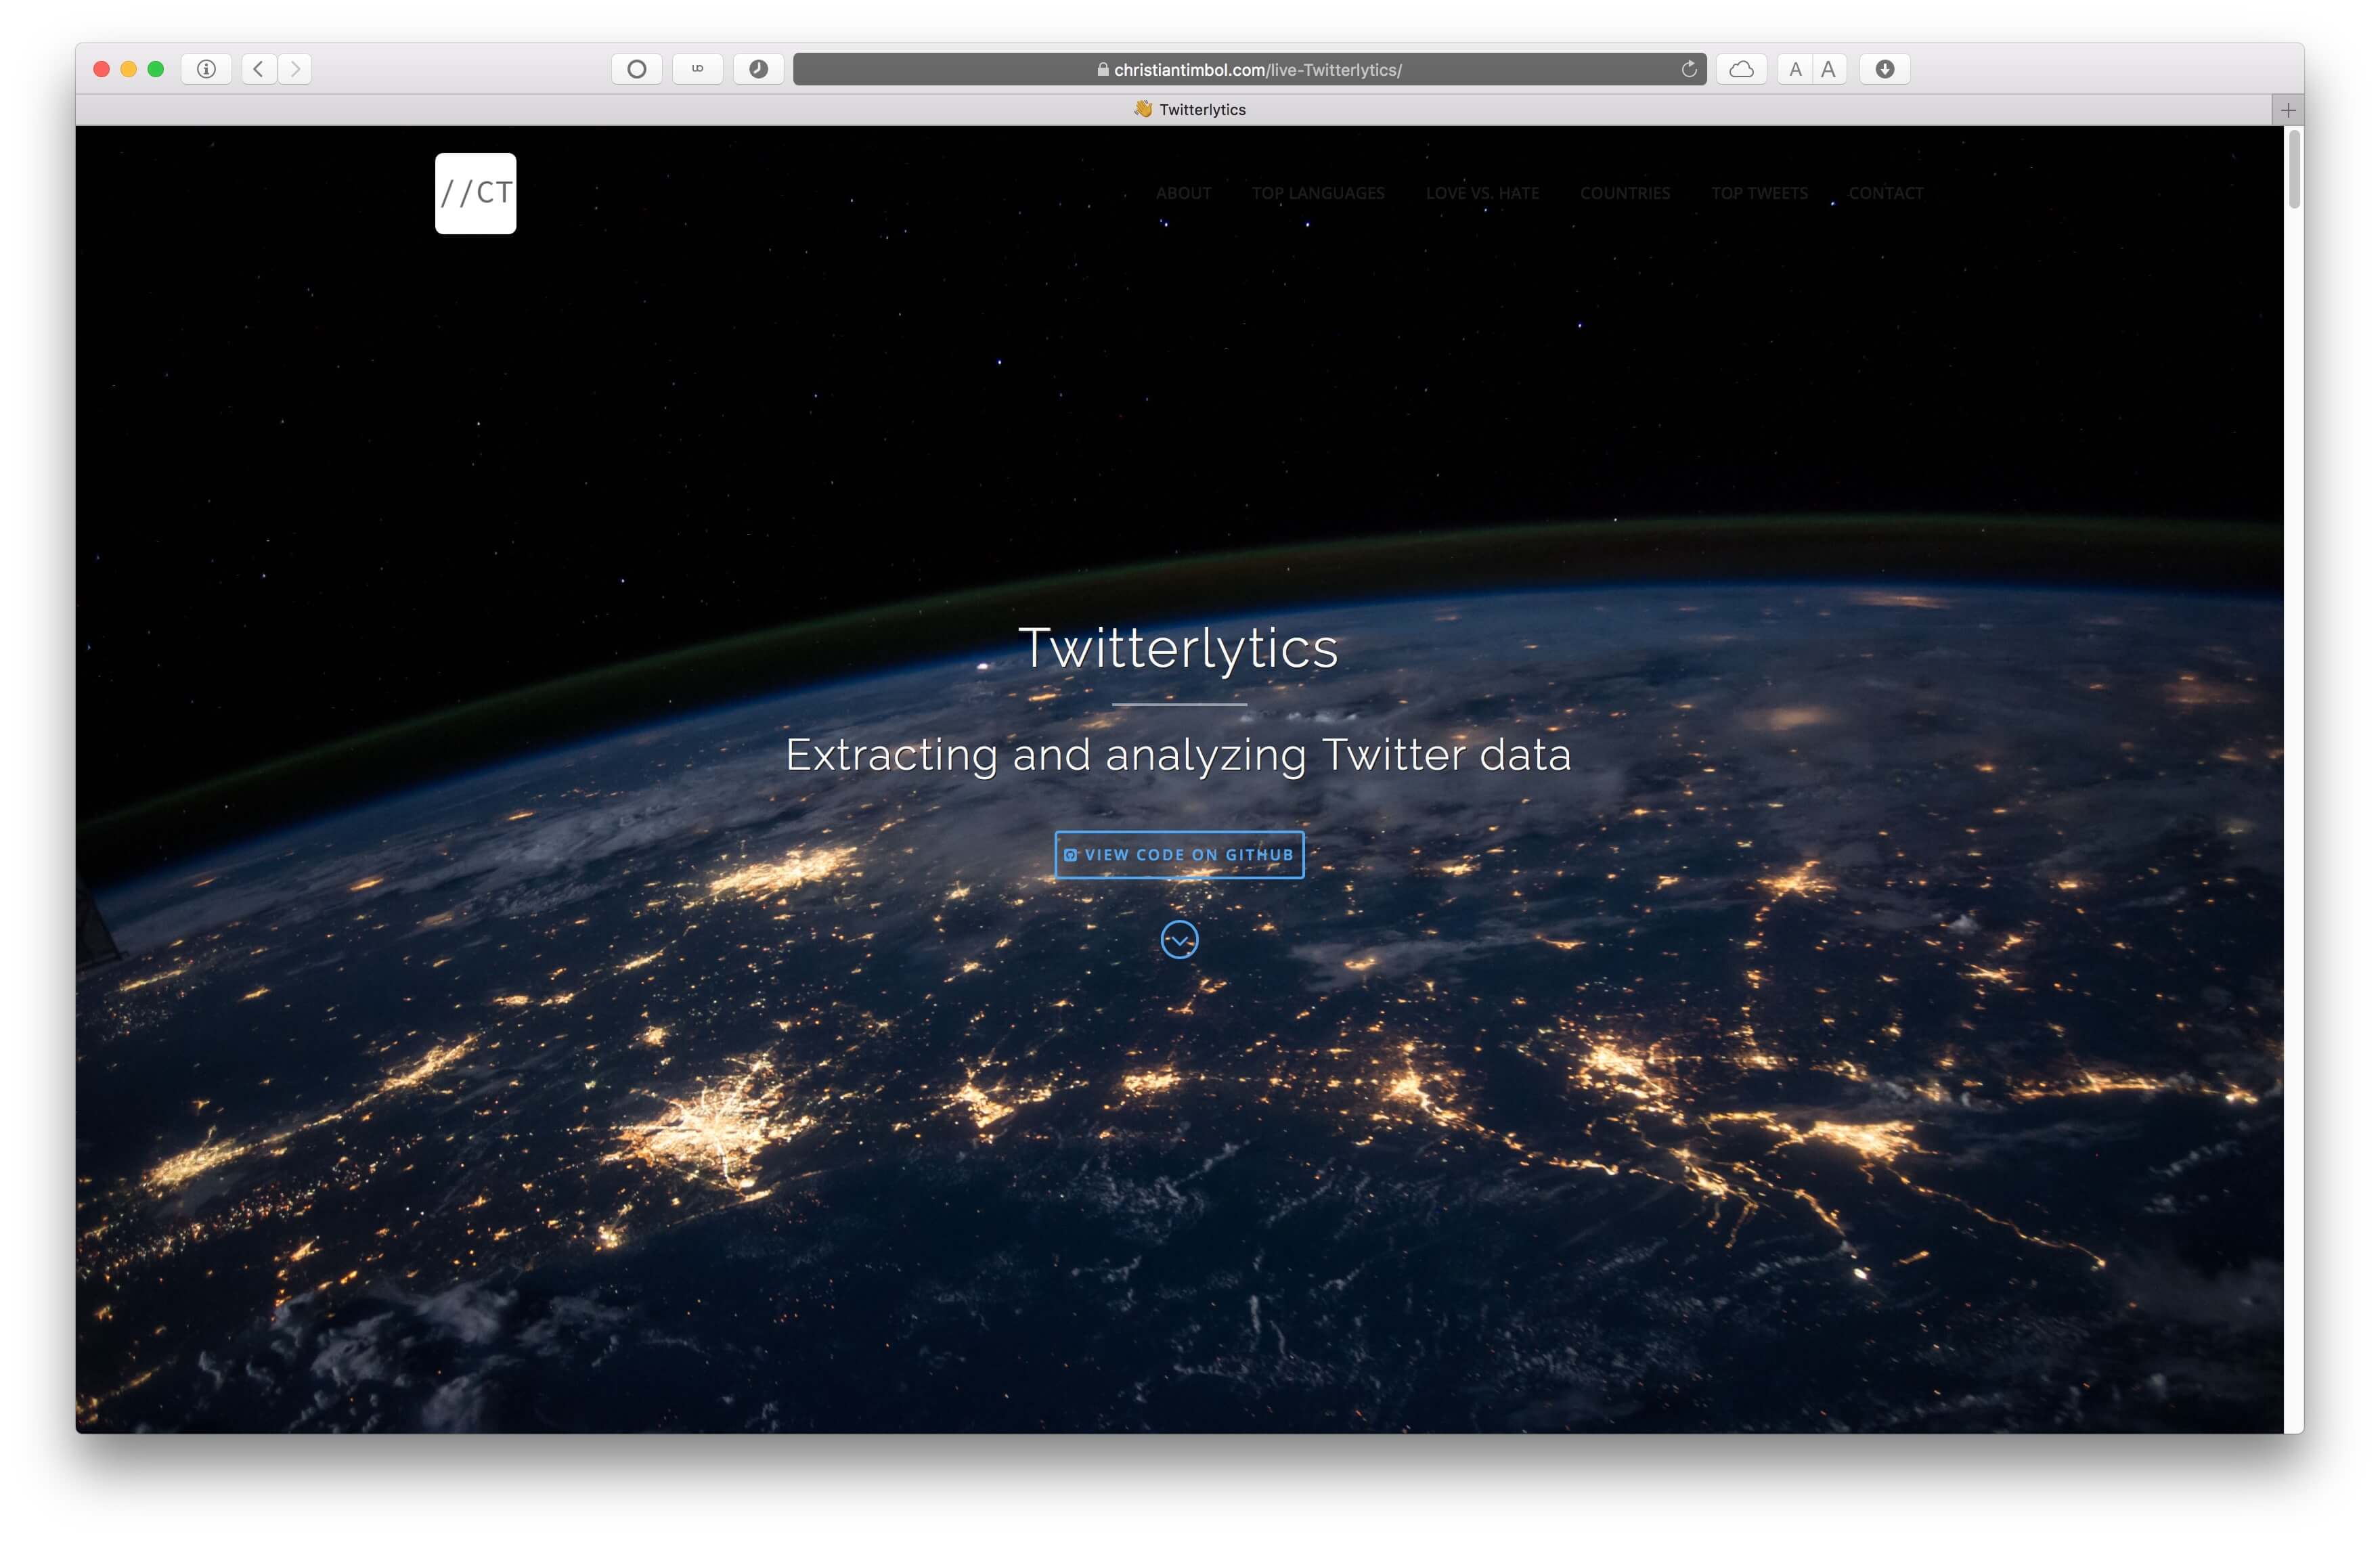 christiantimbol.com/live-Twitterlytics/
A A
👋 Twitterlytics
//CT
ABOUT TOP LANGUAGES LOVE VS. HATE COUNTRIES TOP TWEETS CONTACT
Twitterlytics
Extracting and analyzing Twitter data
VIEW CODE ON GITHUB